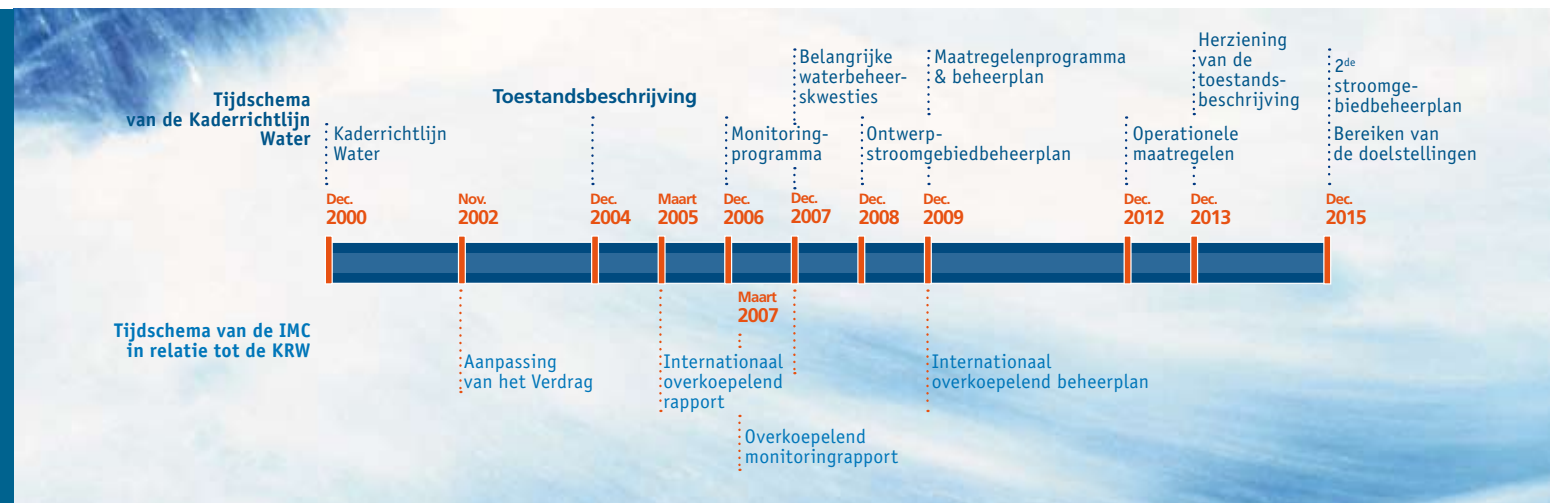 Tijdschema
van de Kaderrichtlijn
Water
Kaderrichtlijn
Water
Toestandsbeschrijving
Monitoring-
programma
Belangrijke
waterbeheer-
skwesties
Ontwerp-
stroomgebiedbeheerplan
Maatregelenprogramma
& beheerplan
Operationele
maatregelen
Herziening
van de
toestands-
beschrijving
2de
stroomge-
biedbeheerplan
Bereiken van
de doelstellingen
Dec.
2000
Nov.
2002
Dec.
2004
Maart
2005
Dec.
2006
Dec.
2007
Dec.
2008
Dec.
2009
Dec.
2012
Dec.
2013
Dec.
2015
Maart
2007
Tijdschema van de IMC
in relatie tot de KRW
Aanpassing
van het Verdrag
Internationaal
overkoepelend
rapport
Overkoepelend
monitoringrapport
Internationaal
overkoepelend beheerplan